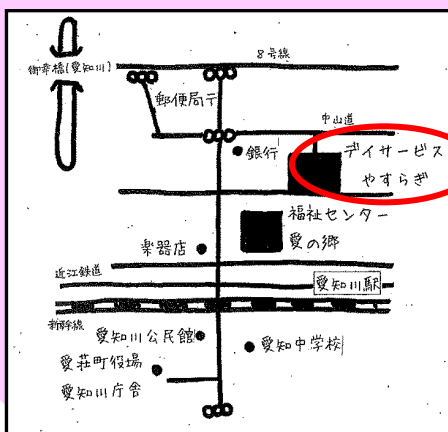 8号線
御幸橋(愛知川)
郵便局〒
中山道
銀行
デイサービス
やすらぎ
福祉センター
愛の郷
楽器店
近江鉄道
愛知川駅
新幹線
愛知川公民館
愛知中学校
愛荘町役場
愛知川庁舎